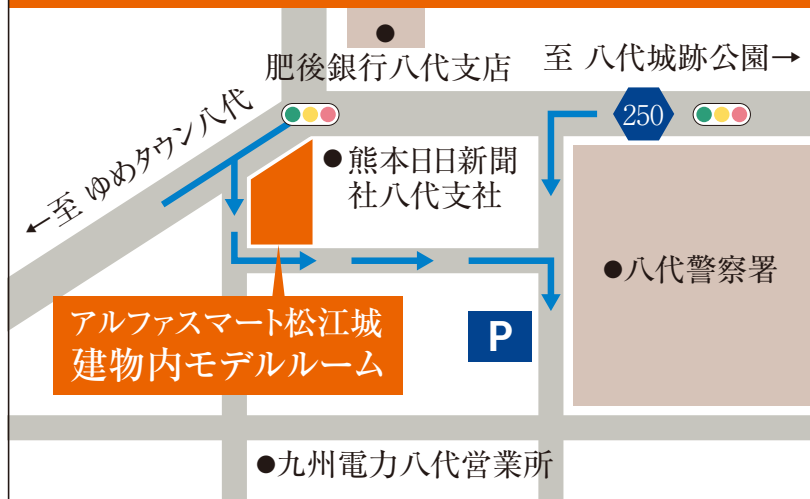 肥後銀行八代支店
至 八代城跡公園→
250
←至 ゆめタウン八代
●熊本日日新聞
社八代支社
●八代警察署
アルファスマート松江城
建物内モデルルーム
P
●九州電力八代営業所